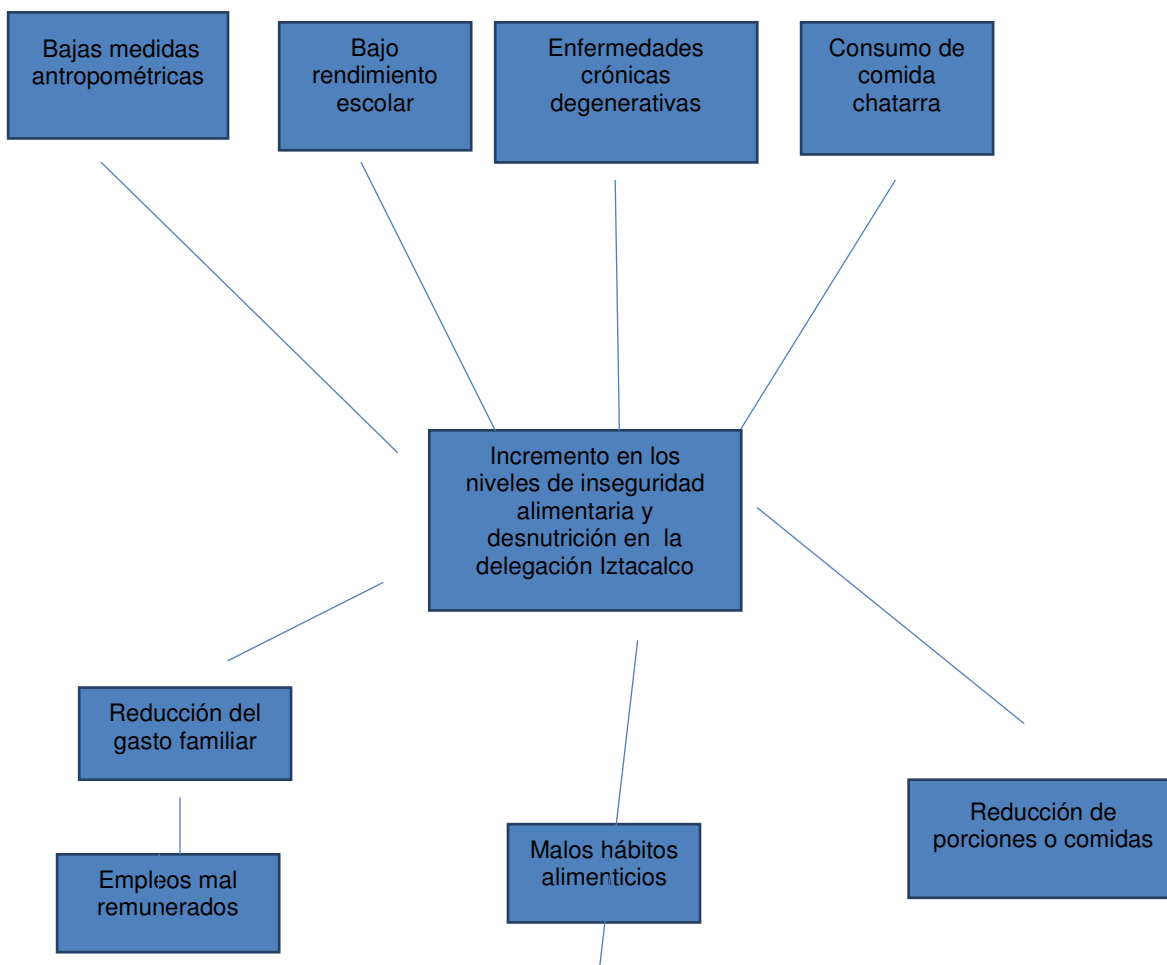 Bajas medidas
antropométricas
Bajo
rendimiento
escolar
Enfermedades
crónicas
degenerativas
Consumo de
comida
chatarra
Incremento en los
niveles de inseguridad
alimentaria y
desnutrición en la
delegación Iztacalco
Reducción del
gasto familiar
Empleos mal
remunerados
Malos hábitos
alimenticios
Reducción de
porciones o comidas